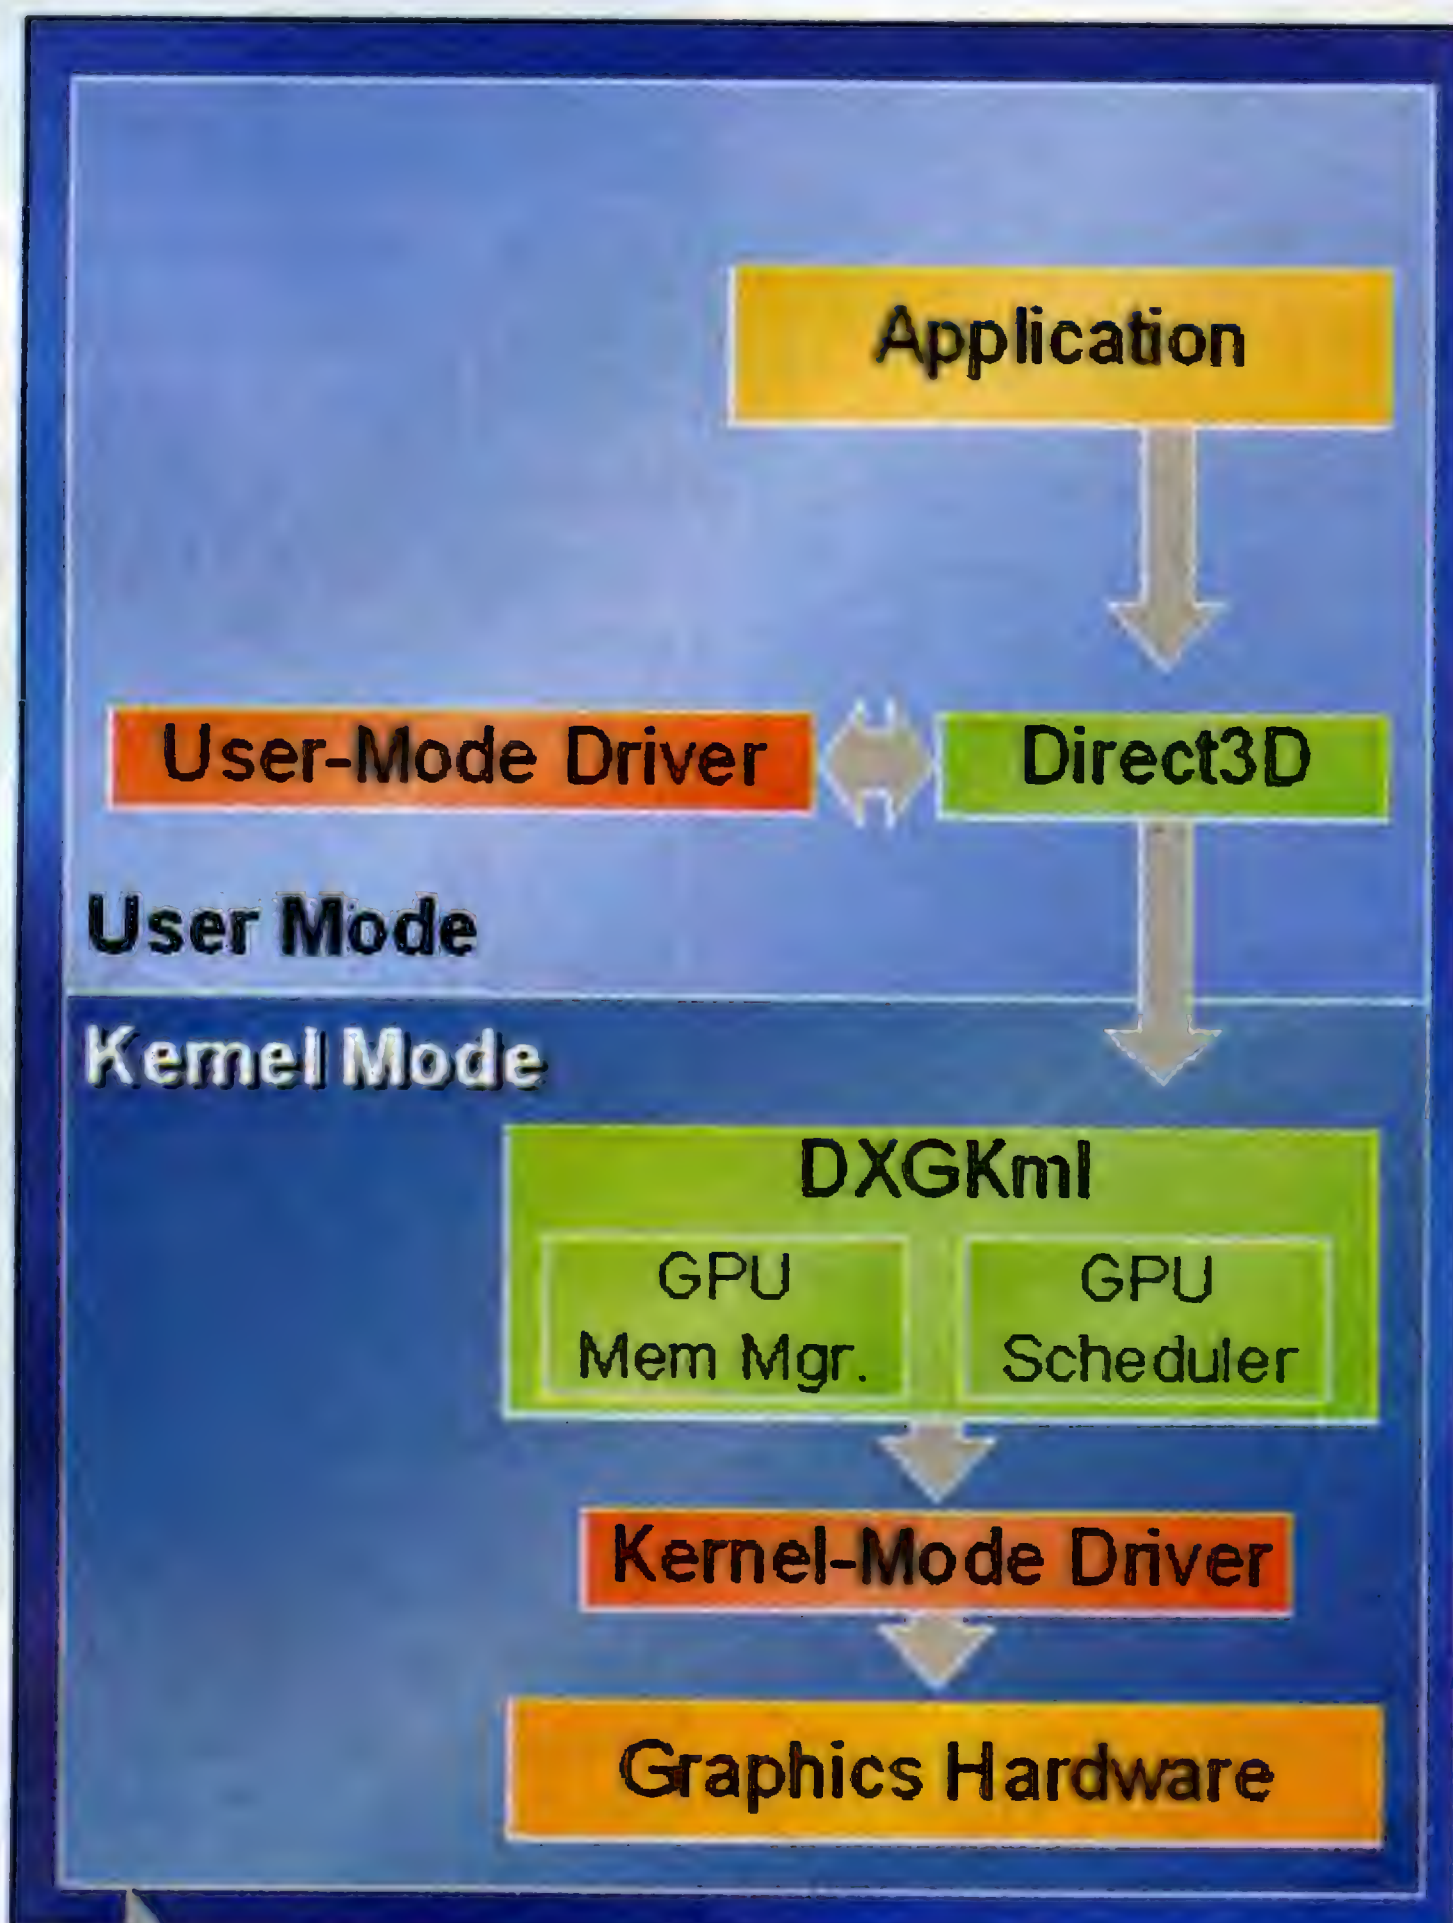 Application
User-Mode Driver
Direct3D
User Mode
Kernel Mode
DXGKrnl
GPU
Mem Mgr.
GPU
Scheduler
Kernel-Mode Driver
Graphics Hardware